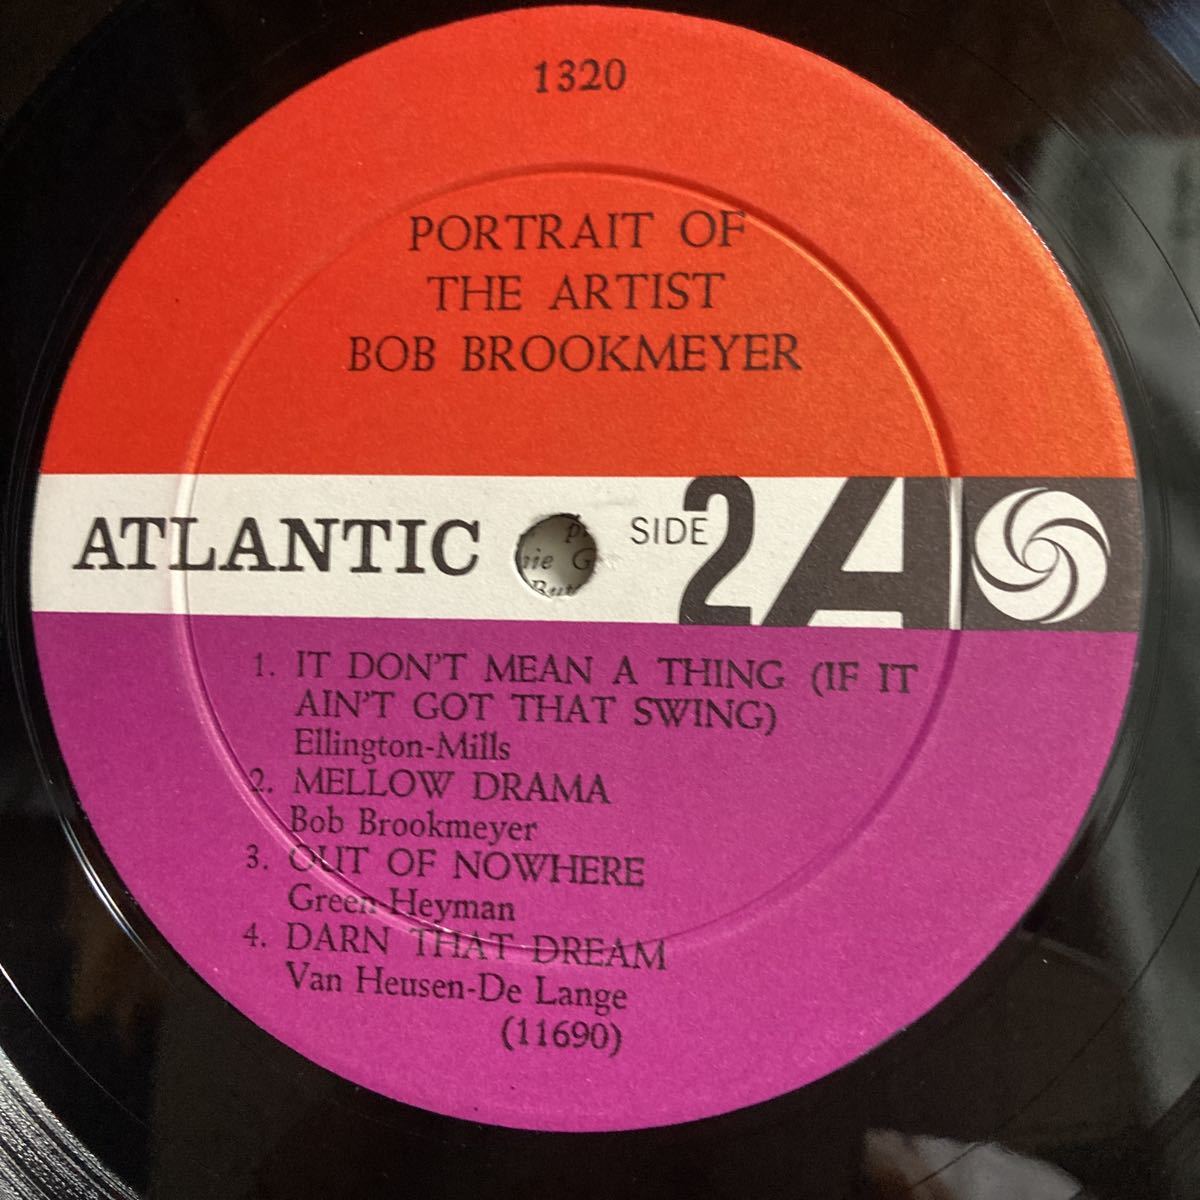 1320
PORTRAIT OF
THE ARTIST
BOB BROOKMEYER
ATLANTIC
SIDE 2 A
1. IT DON'T MEAN A THING (IF IT
AIN'T GOT THAT SWING)
Ellington-Mills
2. MELLOW DRAMA
Bob Brookmeyer
3. OUT OF NOWHERE
Green-Heyman
4. DARN THAT DREAM
Van Heusen-De Lange
(11690)